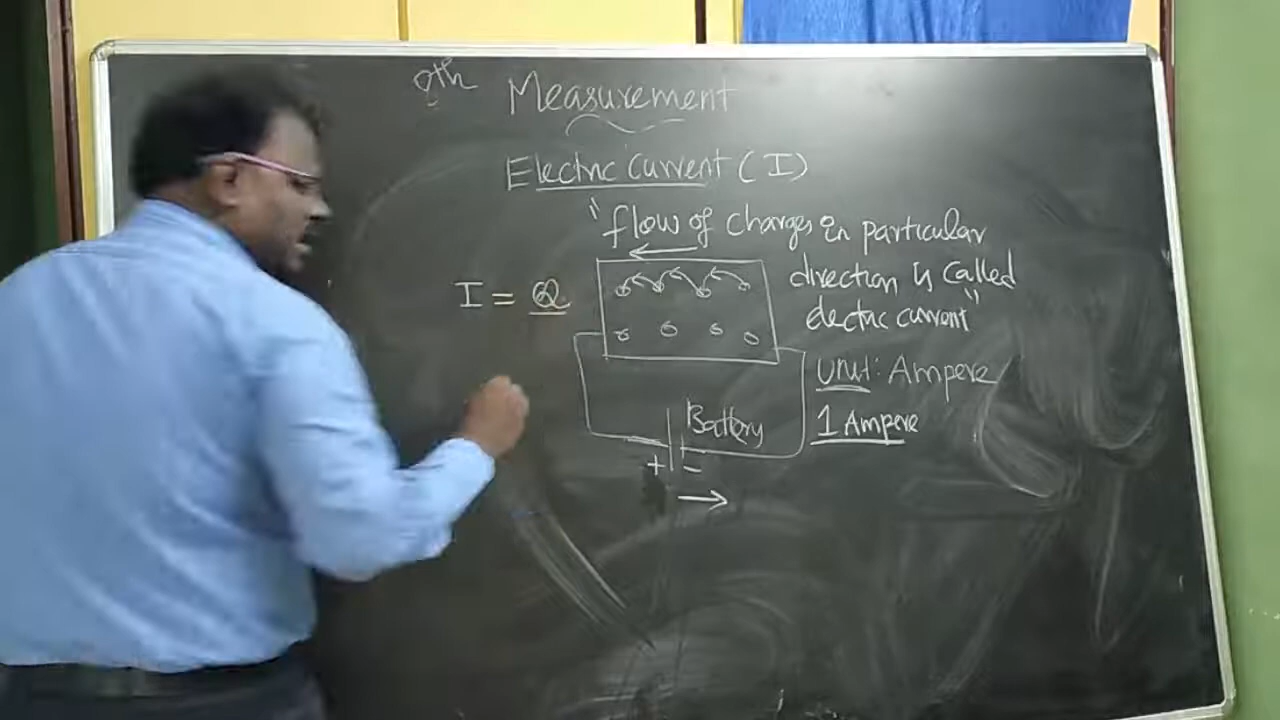 9th Measurement
Electric Current (I)
"flow of charges in particular
direction is called
electric current"
I = Q
Unit: Ampere
Battery
1 Ampere
+ −